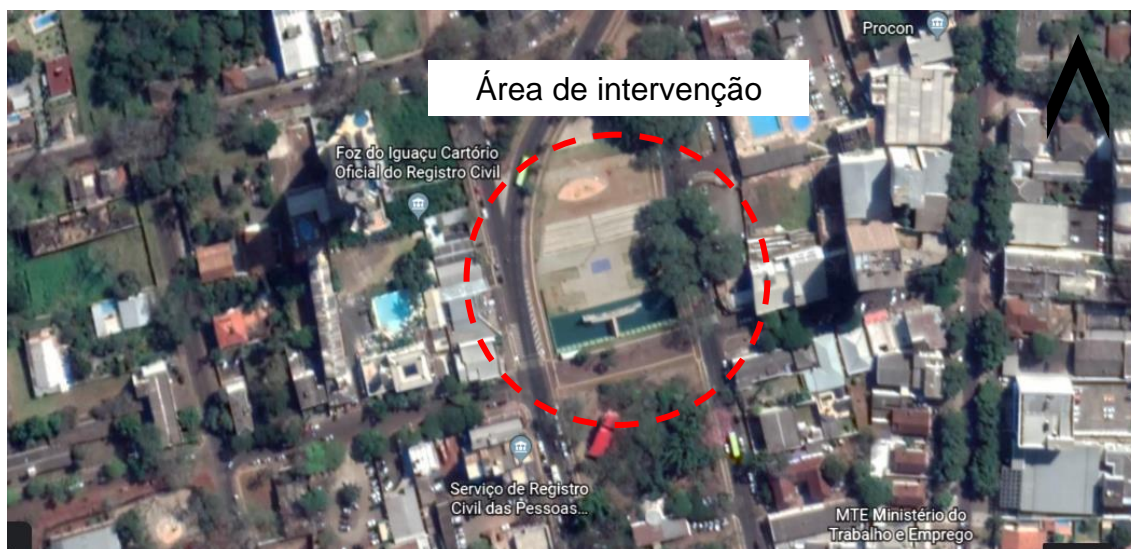 Procon
Área de intervenção
Foz do Iguaçu Cartório
Oficial do Registro Civil
Serviço de Registro
Civil das Pessoas...
MTE Ministério do
Trabalho e Emprego